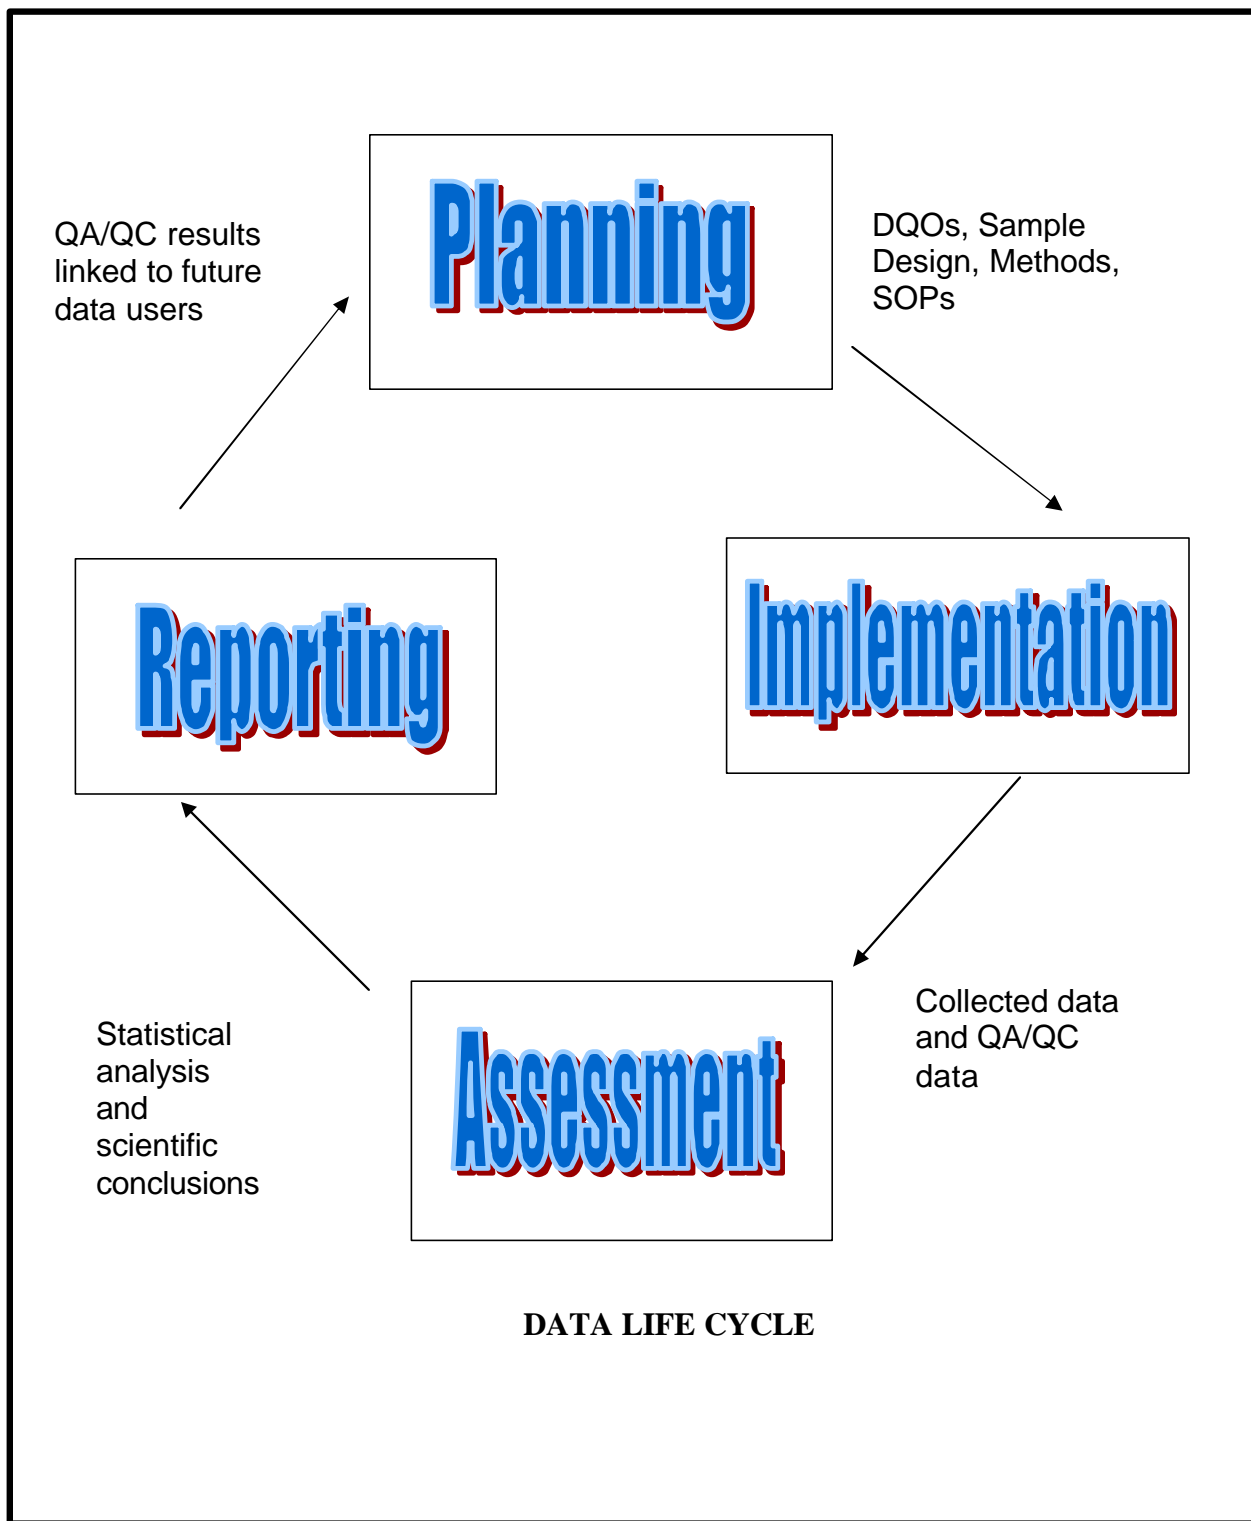 Planning
QA/QC results
linked to future
data users
DQOs, Sample
Design, Methods,
SOPs
Reporting
Implementation
Statistical
analysis
and
scientific
conclusions
Assessment
Collected data
and QA/QC
data
DATA LIFE CYCLE